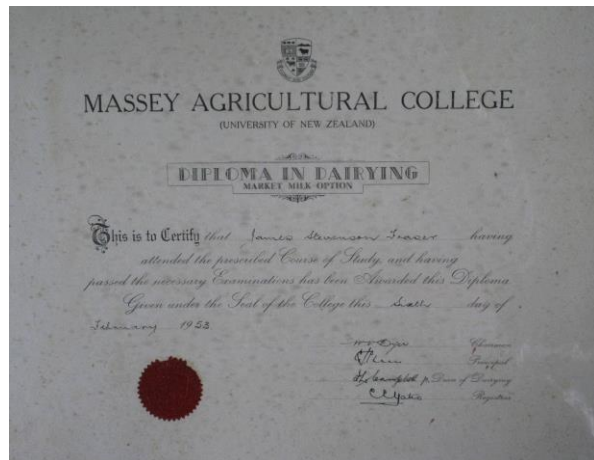 MASSEY AGRICULTURAL COLLEGE
(UNIVERSITY OF NEW ZEALAND)
DIPLOMA IN DAIRYING
MARKET MILK OPTION
This is to Certify that James Stevenson Fraser having
attended the prescribed Course of Study, and having
passed the necessary Examinations has been Awarded this Diploma
Given under the Seal of the College this day of
February 1953
Chairman
Principal
Dean of Dairying
Registrar